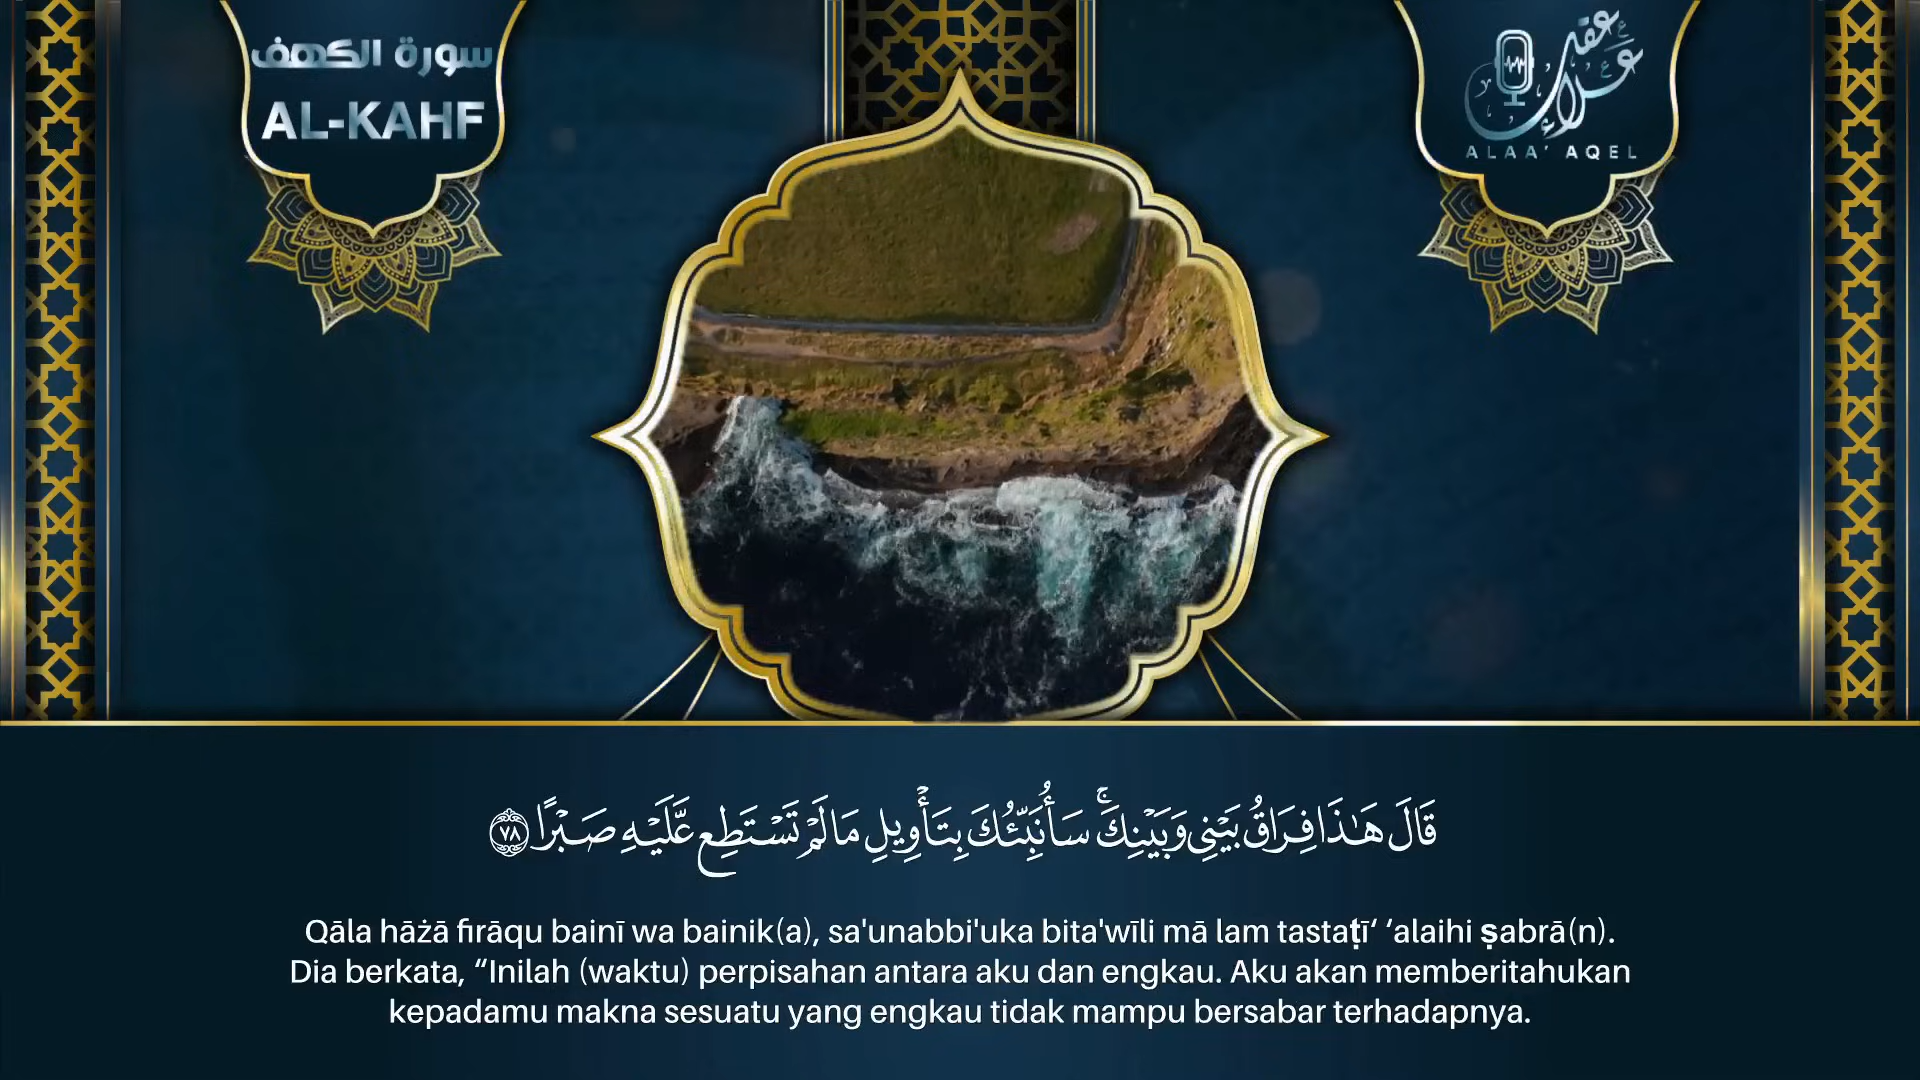 سورة الكهف
AL-KAHF
علاء عقل
ALAA' AQEL
قَالَ هَـٰذَا فِرَاقُ بَيْنِى وَبَيْنِكَ ۚ سَأُنَبِّئُكَ بِتَأْوِيلِ مَا لَمْ تَسْتَطِع عَّلَيْهِ صَبْرًا ٧٨
Qāla hāżā firāqu bainī wa bainik(a), sa'unabbi'uka bita'wīli mā lam tastaṭī‘ ‘alaihi ṣabrā(n).
Dia berkata, “Inilah (waktu) perpisahan antara aku dan engkau. Aku akan memberitahukan
kepadamu makna sesuatu yang engkau tidak mampu bersabar terhadapnya.